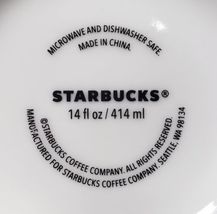 MICROWAVE AND DISHWASHER SAFE.
MADE IN CHINA
STARBUCKS®
14 fl oz / 414 ml
©STARBUCKS COFFEE COMPANY. ALL RIGHTS RESERVED.
MANUFACTURED FOR STARBUCKS COFFEE COMPANY. SEATTLE, WA 98134